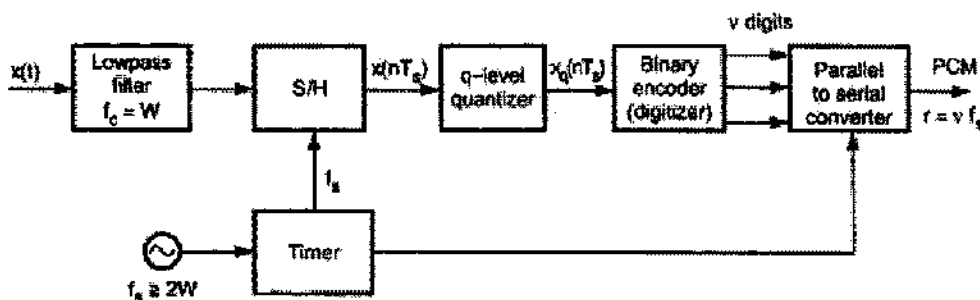 v digits
x(t)
Lowpass
filter
f_c = W
S/H
x(nT_s)
q-level
quantizer
x_q(nT_s)
Binary
encoder
(digitizer)
Parallel
to serial
converter
PCM
r = v f_s
f_s
Timer
f_s ≥ 2W